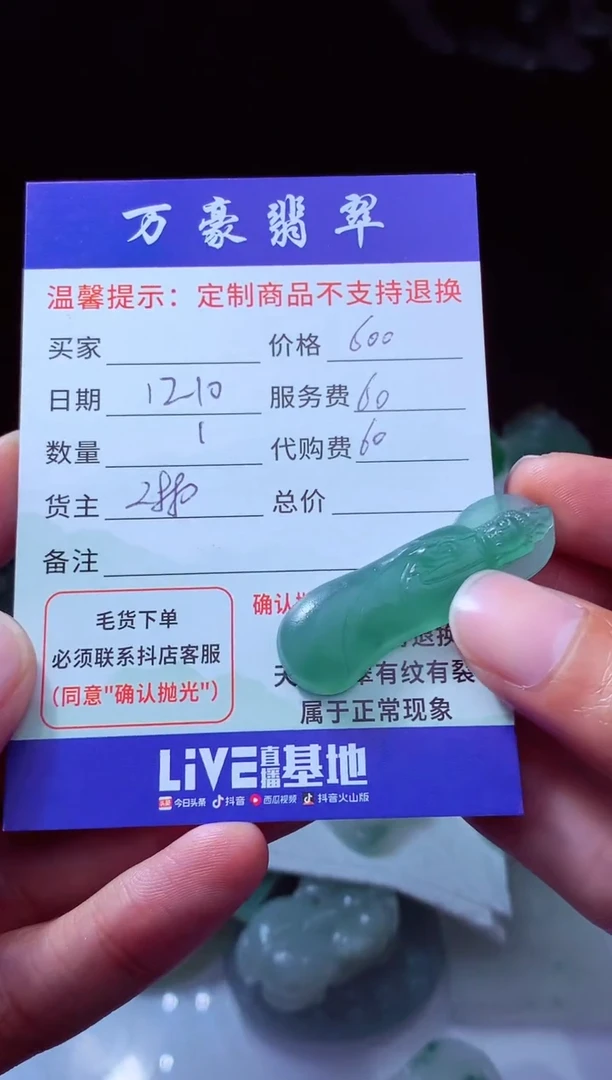 万豪翡翠
温馨提示：定制商品不支持退换
买家 价格 600
日期 1210 服务费 60
数量 1 代购费 60
货主 总价
备注
毛货下单
必须联系抖店客服
(同意"确认抛光")
确认
退换
有纹有裂
属于正常现象
LiVE直播基地
今日头条 抖音 西瓜视频 抖音火山版